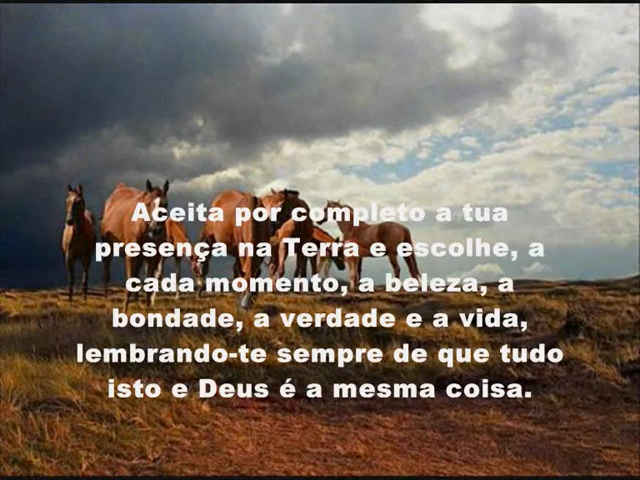 Aceita por completo a tua
presença na Terra e escolhe, a
cada momento, a beleza, a
bondade, a verdade e a vida,
lembrando-te sempre de que tudo
isto e Deus é a mesma coisa.